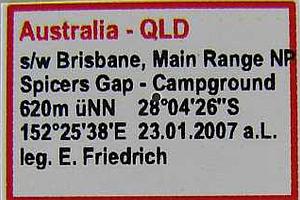 Australia - QLD
s/w Brisbane, Main Range NP
Spicers Gap - Campground
620m üNN 28°04'26"S
152°25'38'E 23.01.2007 a.L.
leg. E. Friedrich